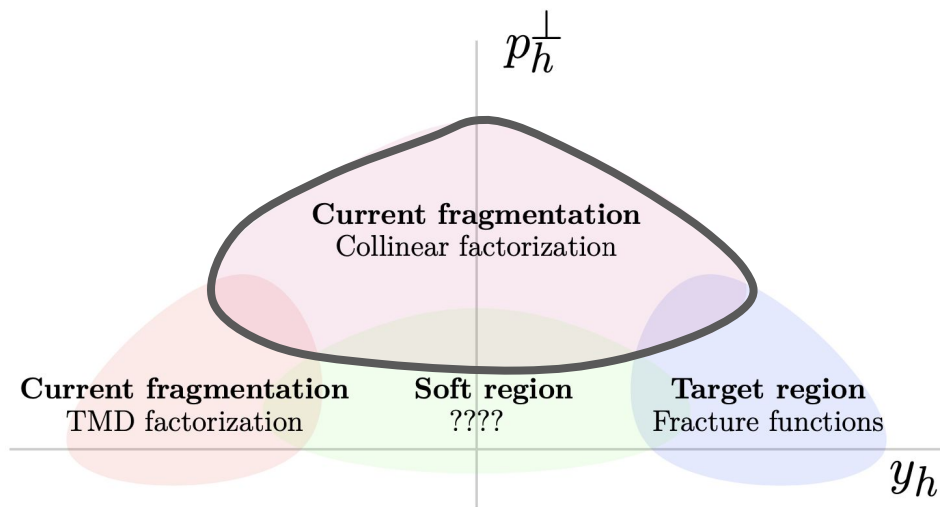 p_h^⊥
Current fragmentation
Collinear factorization
Current fragmentation Soft region Target region
TMD factorization ???? Fracture functions
y_h